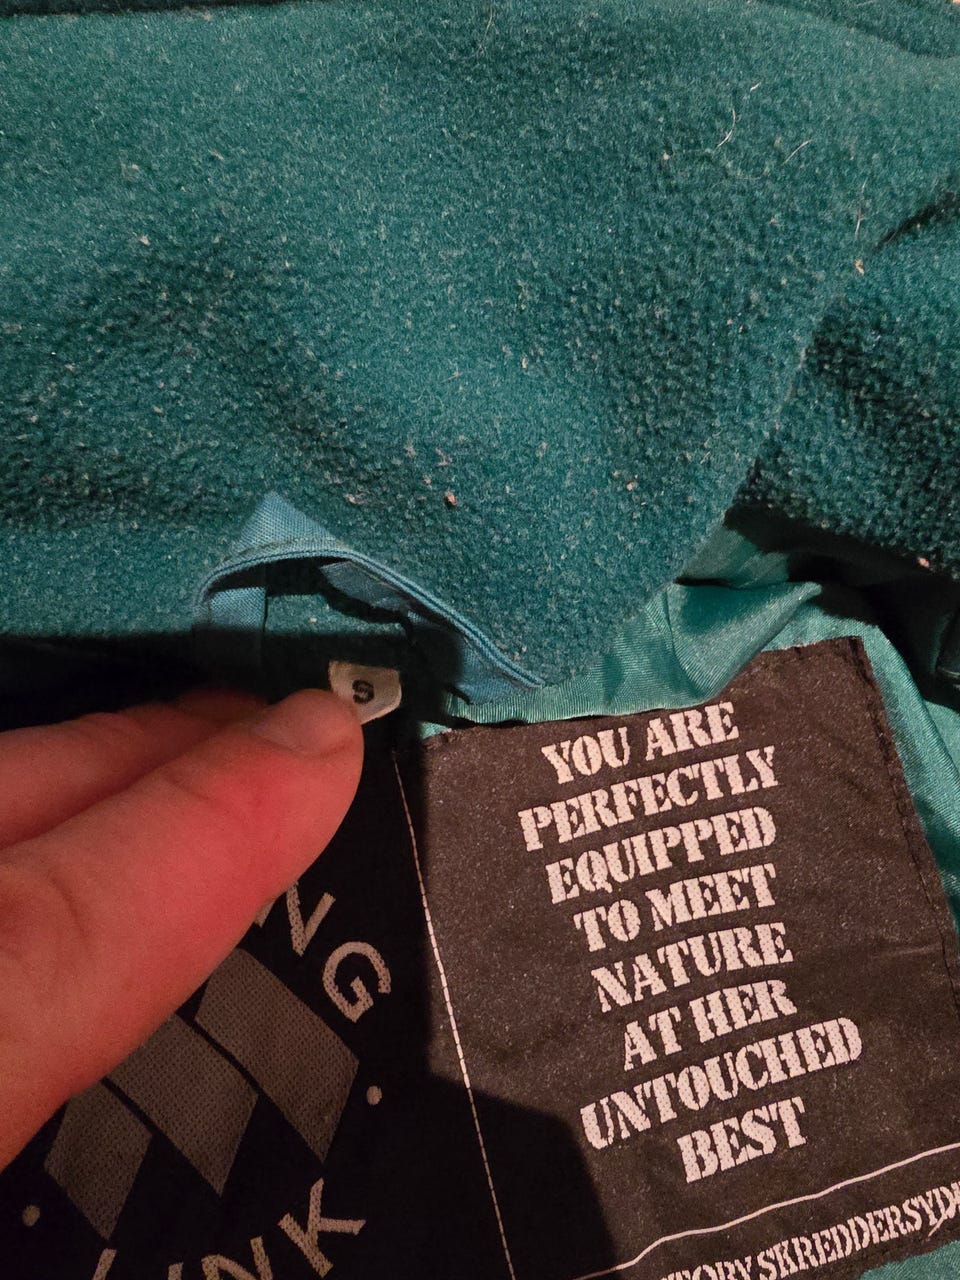 S
YOU ARE
PERFECTLY
EQUIPPED
TO MEET
NATURE
AT HER
UNTOUCHED
BEST